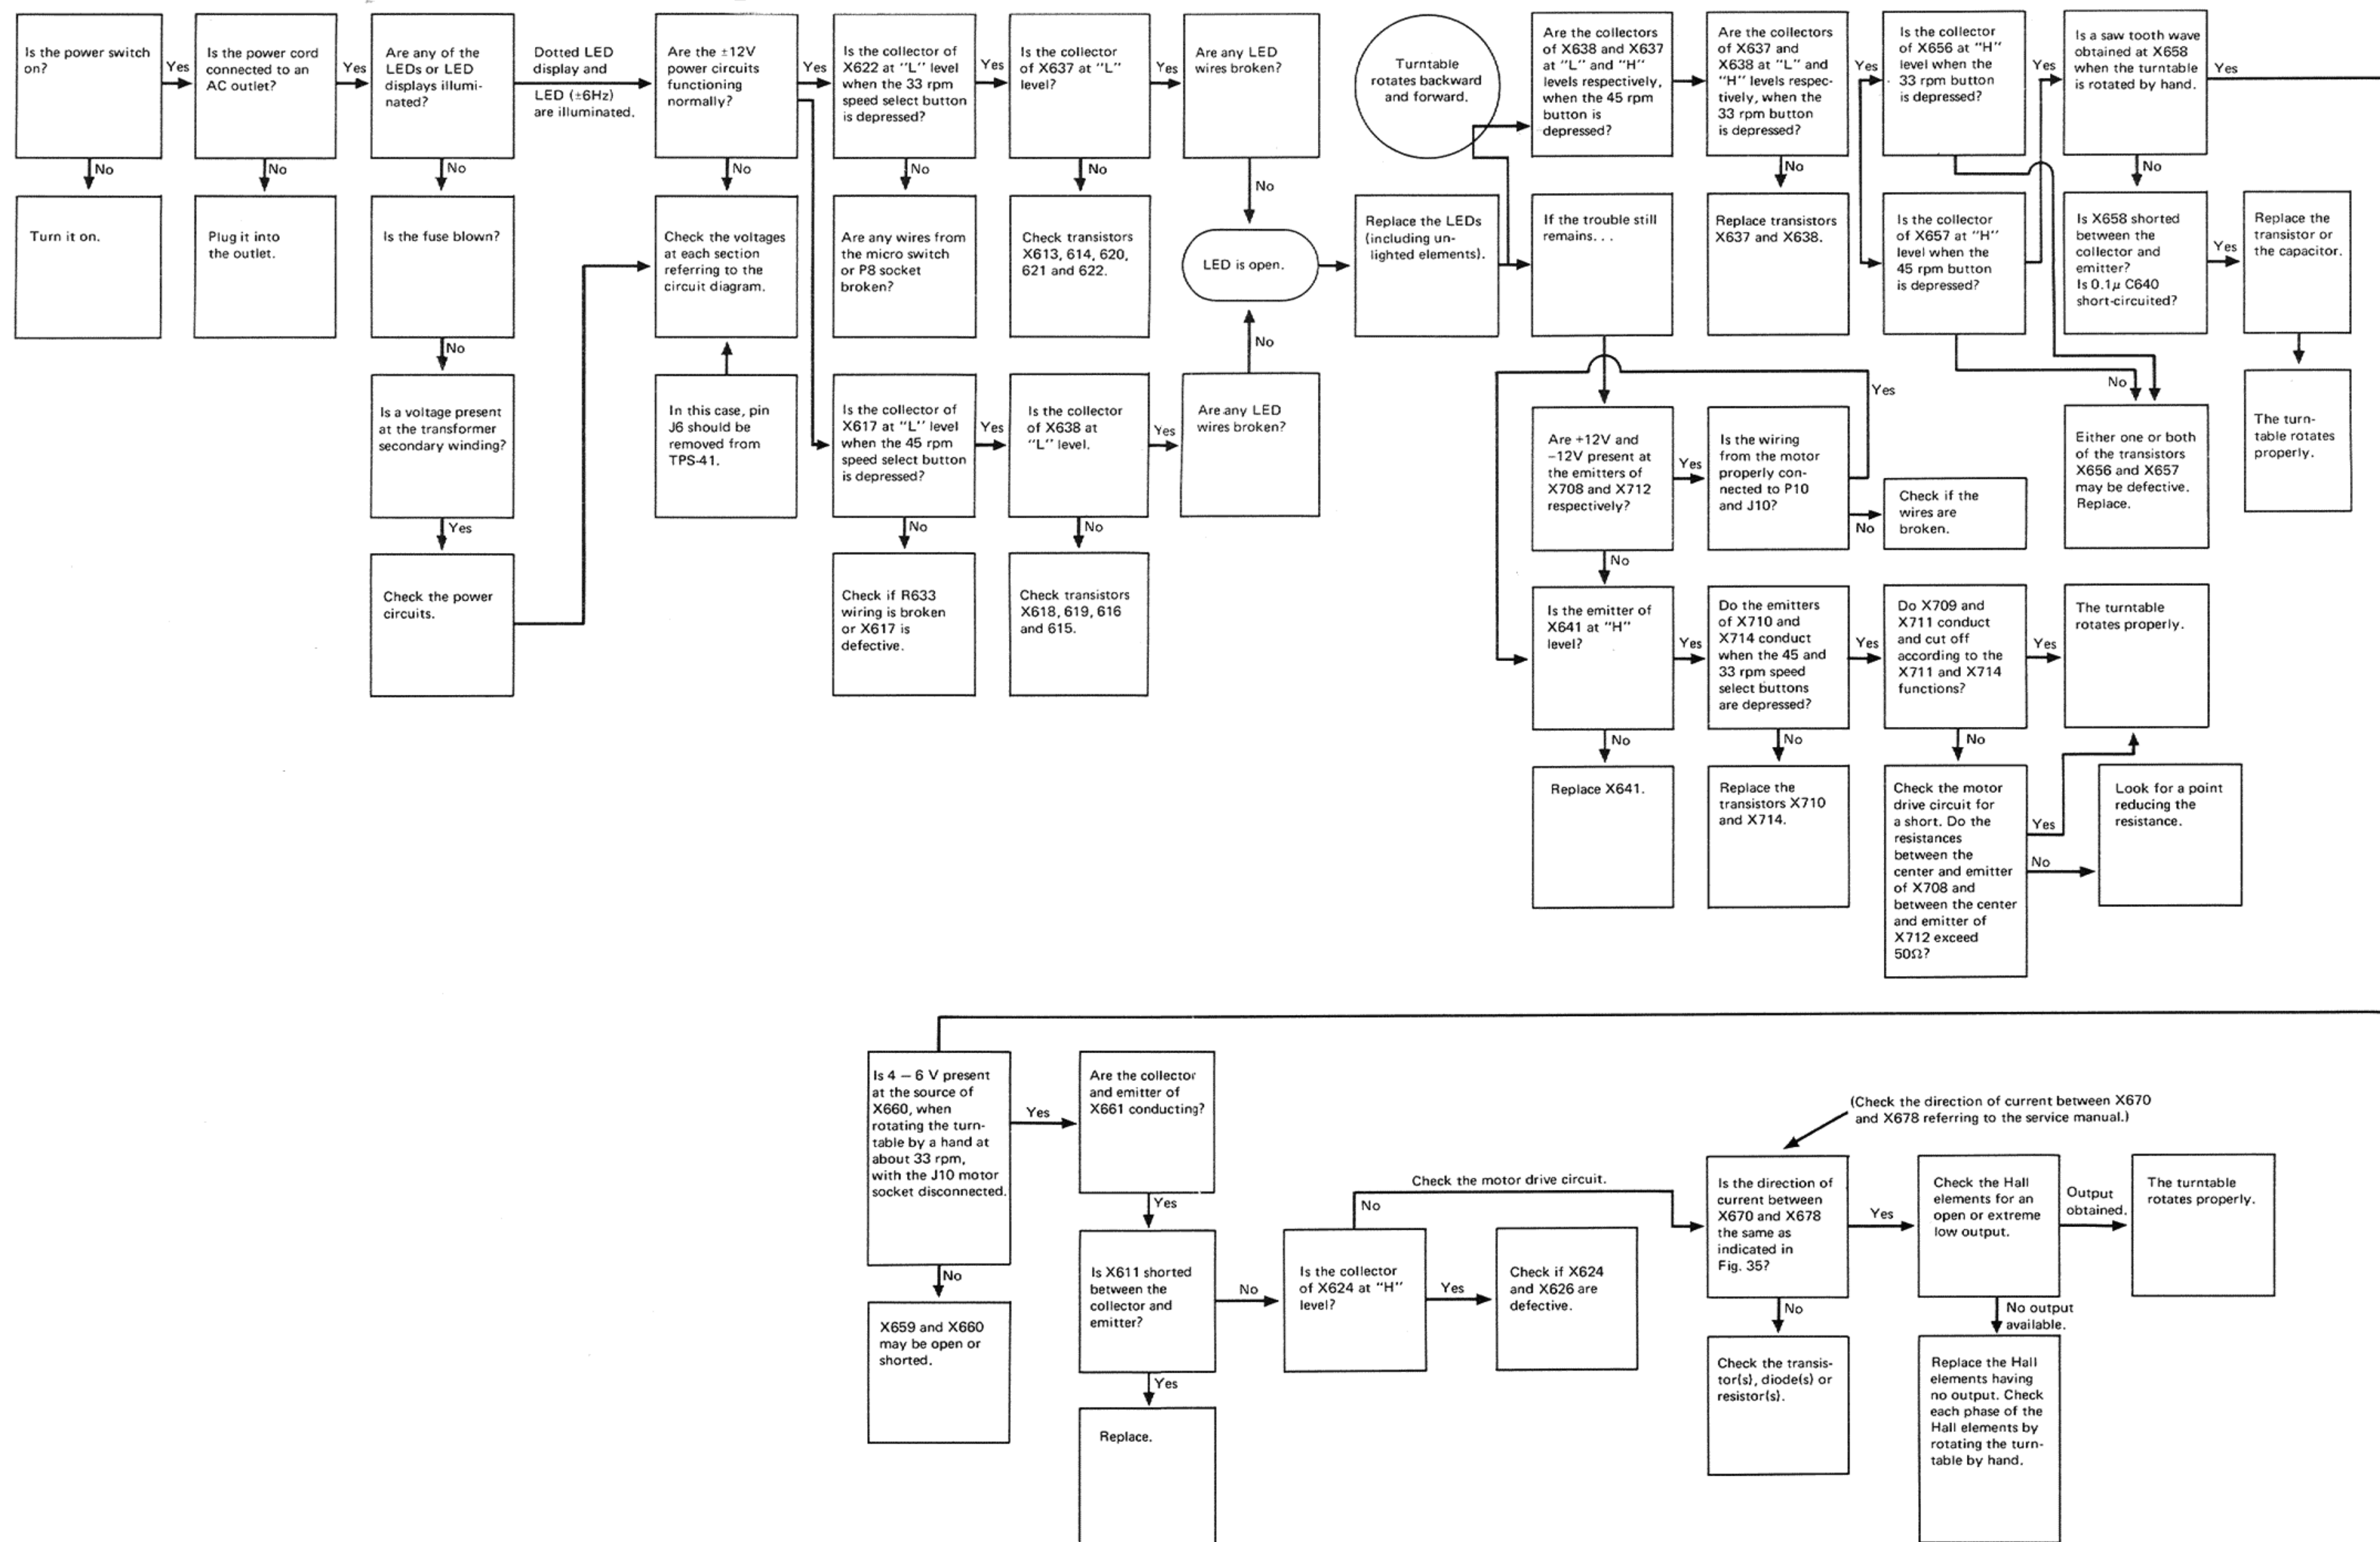 Is the power switch
on?
Yes
No
Turn it on.
Is the power cord
connected to an
AC outlet?
Yes
No
Plug it into
the outlet.
Are any of the
LEDs or LED
displays illumi-
nated?
Dotted LED
display and
LED (±6Hz)
are illuminated.
No
Is the fuse blown?
No
Is a voltage present
at the transformer
secondary winding?
Yes
Check the power
circuits.
Are the ±12V
power circuits
functioning
normally?
Yes
No
Check the voltages
at each section
referring to the
circuit diagram.
In this case, pin
J6 should be
removed from
TPS-41.
Is the collector of
X622 at "L" level
when the 33 rpm
speed select button
is depressed?
Yes
No
Are any wires from
the micro switch
or P8 socket
broken?
Is the collector of
X617 at "L" level
when the 45 rpm
speed select button
is depressed?
Yes
No
Check if R633
wiring is broken
or X617 is
defective.
Is the collector
of X637 at "L"
level?
Yes
No
Check transistors
X613, 614, 620,
621 and 622.
Is the collector
of X638 at
"L" level.
Yes
No
Check transistors
X618, 619, 616
and 615.
Are any LED
wires broken?
No
LED is open.
No
Are any LED
wires broken?
Turntable
rotates backward
and forward.
Replace the LEDs
(including un-
lighted elements).
Are the collectors
of X638 and X637
at "L" and "H"
levels respectively,
when the 45 rpm
button is
depressed?
If the trouble still
remains...
Are the collectors
of X637 and
X638 at "L" and
"H" levels respec-
tively, when the
33 rpm button
is depressed?
Yes
No
Replace transistors
X637 and X638.
Is the collector
of X656 at "H"
level when the
33 rpm button
is depressed?
Yes
Is the collector
of X657 at "H"
level when the
45 rpm button
is depressed?
No
Is a saw tooth wave
obtained at X658
when the turntable
is rotated by hand.
Yes
No
Is X658 shorted
between the
collector and
emitter?
Is 0.1μ C640
short-circuited?
Yes
Replace the
transistor or
the capacitor.
The turn-
table rotates
properly.
Either one or both
of the transistors
X656 and X657
may be defective.
Replace.
Are +12V and
–12V present at
the emitters of
X708 and X712
respectively?
Yes
No
Is the wiring
from the motor
properly con-
nected to P10
and J10?
Yes
No
Check if the
wires are
broken.
Is the emitter of
X641 at "H"
level?
Yes
No
Replace X641.
Do the emitters
of X710 and
X714 conduct
when the 45 and
33 rpm speed
select buttons
are depressed?
Yes
No
Replace the
transistors X710
and X714.
Do X709 and
X711 conduct
and cut off
according to the
X711 and X714
functions?
Yes
No
The turntable
rotates properly.
Check the motor
drive circuit for
a short. Do the
resistances
between the
center and emitter
of X708 and
between the center
and emitter of
X712 exceed
50Ω?
Yes
No
Look for a point
reducing the
resistance.
Is 4 – 6 V present
at the source of
X660, when
rotating the turn-
table by a hand at
about 33 rpm,
with the J10 motor
socket disconnected.
Yes
No
X659 and X660
may be open or
shorted.
Are the collector
and emitter of
X661 conducting?
Yes
Is X611 shorted
between the
collector and
emitter?
No
Yes
Replace.
Is the collector
of X624 at "H"
level?
No
Check the motor drive circuit.
Yes
Check if X624
and X626 are
defective.
(Check the direction of current between X670
and X678 referring to the service manual.)
Is the direction of
current between
X670 and X678
the same as
indicated in
Fig. 35?
Yes
No
Check the transis-
tor(s), diode(s) or
resistor(s).
Check the Hall
elements for an
open or extreme
low output.
Output
obtained.
The turntable
rotates properly.
No output
available.
Replace the Hall
elements having
no output. Check
each phase of the
Hall elements by
rotating the turn-
table by hand.